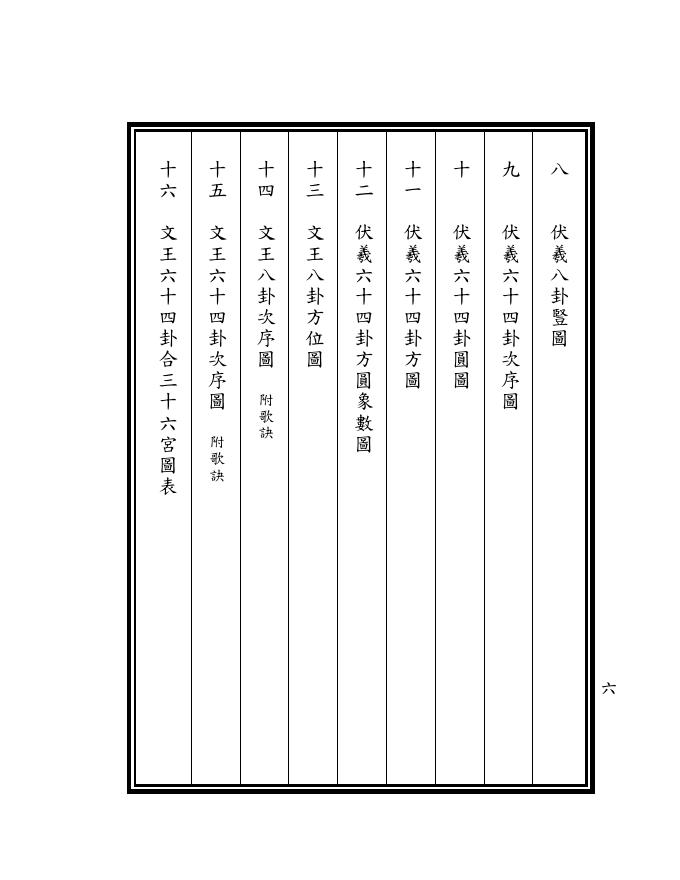 八　伏羲八卦豎圖
九　伏羲六十四卦次序圖
十　伏羲六十四卦圓圖
十一　伏羲六十四卦方圖
十二　伏羲六十四卦方圓象數圖
十三　文王八卦方位圖
十四　文王八卦次序圖　附歌訣
十五　文王六十四卦次序圖　附歌訣
十六　文王六十四卦合三十六宮圖表
六